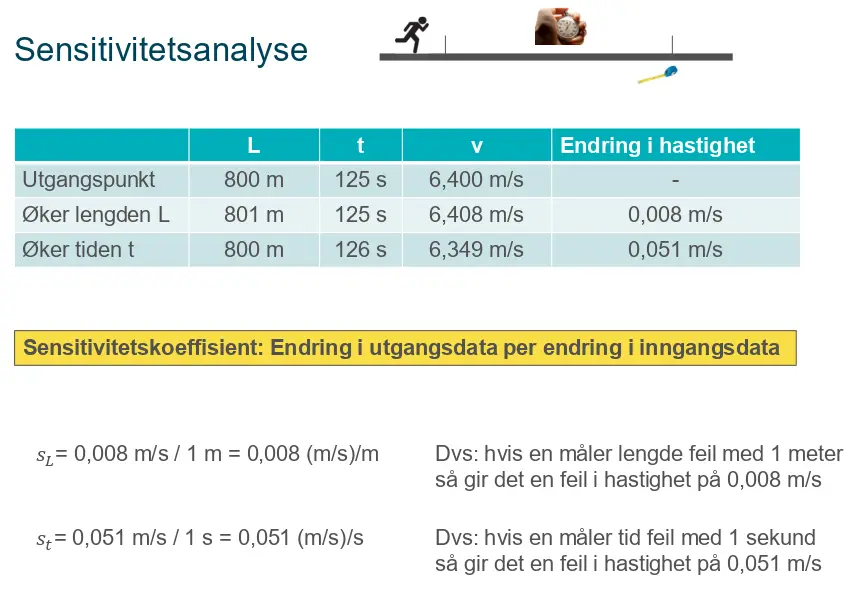 Sensitivitetsanalyse
L t v Endring i hastighet
Utgangspunkt 800 m 125 s 6,400 m/s -
Øker lengden L 801 m 125 s 6,408 m/s 0,008 m/s
Øker tiden t 800 m 126 s 6,349 m/s 0,051 m/s
Sensitivitetskoeffisient: Endring i utgangsdata per endring i inngangsdata
s_L= 0,008 m/s / 1 m = 0,008 (m/s)/m
Dvs: hvis en måler lengde feil med 1 meter
så gir det en feil i hastighet på 0,008 m/s
s_t= 0,051 m/s / 1 s = 0,051 (m/s)/s
Dvs: hvis en måler tid feil med 1 sekund
så gir det en feil i hastighet på 0,051 m/s